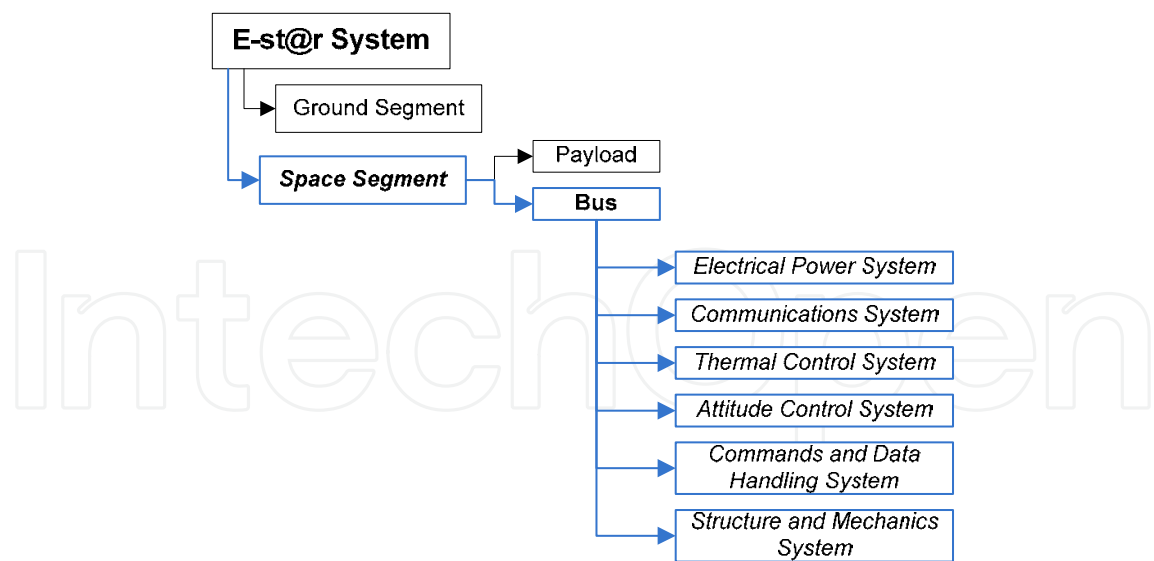 E-st@r System
Ground Segment
Payload
Space Segment
Bus
Electrical Power System
Communications System
Thermal Control System
Attitude Control System
Commands and Data
Handling System
Structure and Mechanics
System
IntechOpen